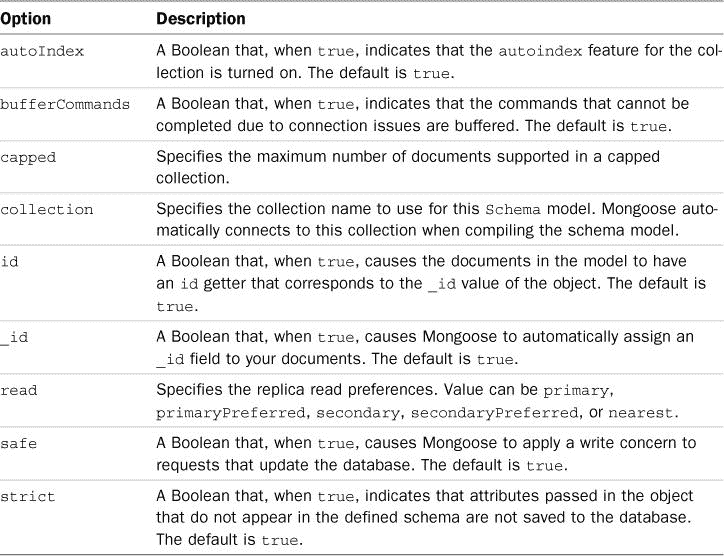 Option Description
autoIndex A Boolean that, when true, indicates that the autoindex feature for the col-
lection is turned on. The default is true.
bufferCommands A Boolean that, when true, indicates that the commands that cannot be
completed due to connection issues are buffered. The default is true.
capped Specifies the maximum number of documents supported in a capped
collection.
collection Specifies the collection name to use for this Schema model. Mongoose auto-
matically connects to this collection when compiling the schema model.
id A Boolean that, when true, causes the documents in the model to have
an id getter that corresponds to the _id value of the object. The default is
true.
_id A Boolean that, when true, causes Mongoose to automatically assign an
_id field to your documents. The default is true.
read Specifies the replica read preferences. Value can be primary,
primaryPreferred, secondary, secondaryPreferred, or nearest.
safe A Boolean that, when true, causes Mongoose to apply a write concern to
requests that update the database. The default is true.
strict A Boolean that, when true, indicates that attributes passed in the object
that do not appear in the defined schema are not saved to the database.
The default is true.